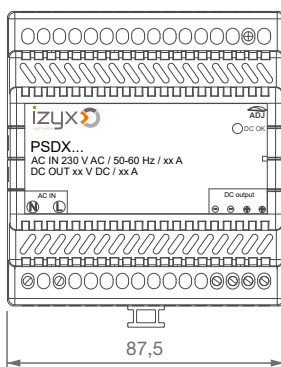 ADJ
izyx
SYSTEMS
DC OK
PSDX...
AC IN 230 V AC / 50-60 Hz / xx A
DC OUT xx V DC / xx A
AC IN
DC output
N L
87,5